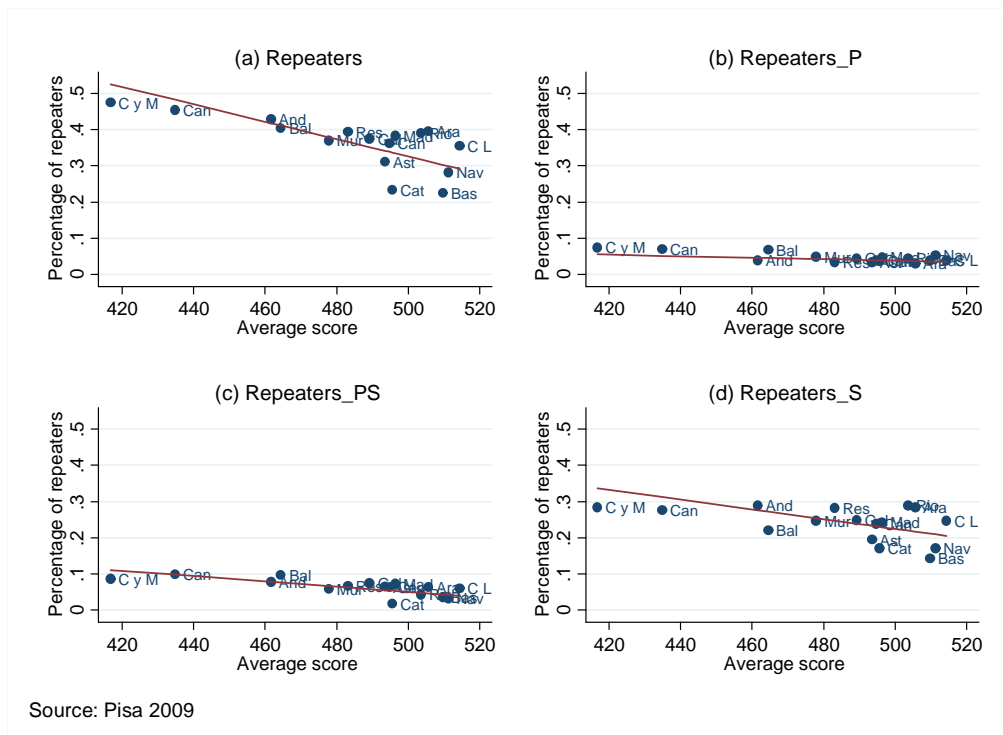 (a) Repeaters
Percentage of repeaters
0 .1 .2 .3 .4 .5
C y M
Can
And
Bal
Mur
Res
Mad
Can
Ast
Cat
Rio
Ara
C L
Nav
Bas
420 440 460 480 500 520
Average score
(b) Repeaters_P
Percentage of repeaters
0 .1 .2 .3 .4 .5
C y M
Can
And
Bal
Mur
Res
Ara
Nav
C L
420 440 460 480 500 520
Average score
(c) Repeaters_PS
Percentage of repeaters
0 .1 .2 .3 .4 .5
C y M
Can
And
Bal
Mur
Res
Mad
Cat
Ara
C L
Nav
420 440 460 480 500 520
Average score
(d) Repeaters_S
Percentage of repeaters
0 .1 .2 .3 .4 .5
C y M
Can
And
Bal
Mur
Res
Mad
Ast
Cat
Rio
Ara
C L
Nav
Bas
420 440 460 480 500 520
Average score
Source: Pisa 2009